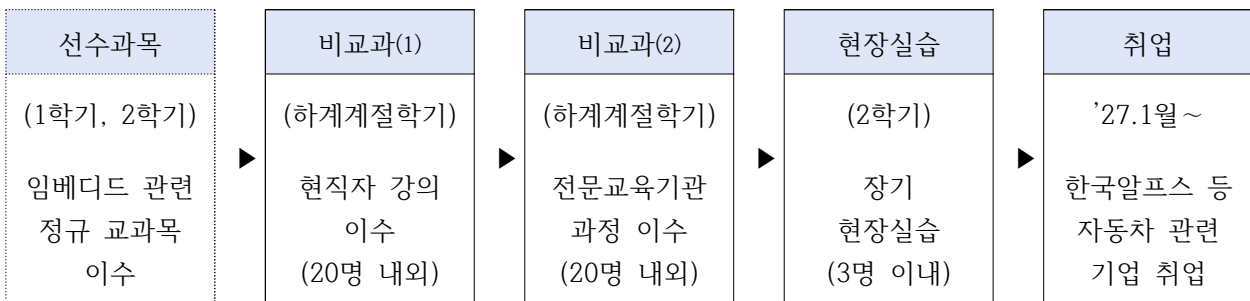 선수과목
(1학기, 2학기)
임베디드 관련
정규 교과목
이수
▶
비교과(1)
(하계계절학기)
현직자 강의
이수
(20명 내외)
▶
비교과(2)
(하계계절학기)
전문교육기관
과정 이수
(20명 내외)
▶
현장실습
(2학기)
장기
현장실습
(3명 이내)
▶
취업
’27.1월~
한국알프스 등
자동차 관련
기업 취업